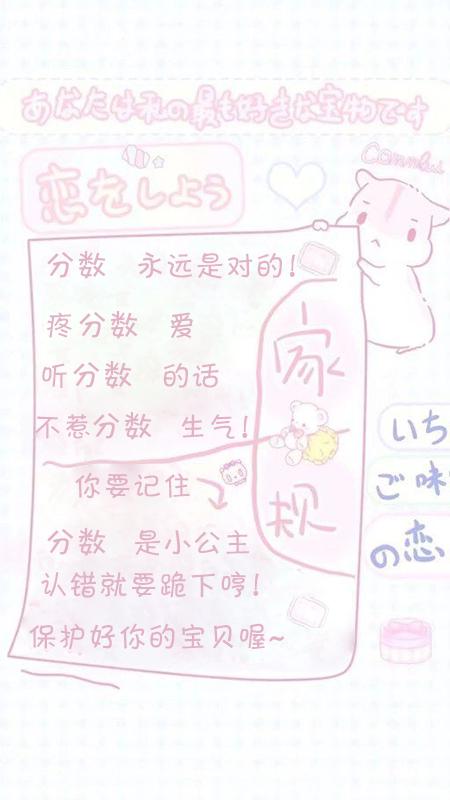 あなたは私の最も好きな宝物です
恋をしよう
分数 永远是对的!
疼分数 爱
听分数 的话
不惹分数 生气!
家规
你要记住
分数 是小公主
认错就要跪下哼!
保护好你的宝贝喔~
いち
ご味
の恋